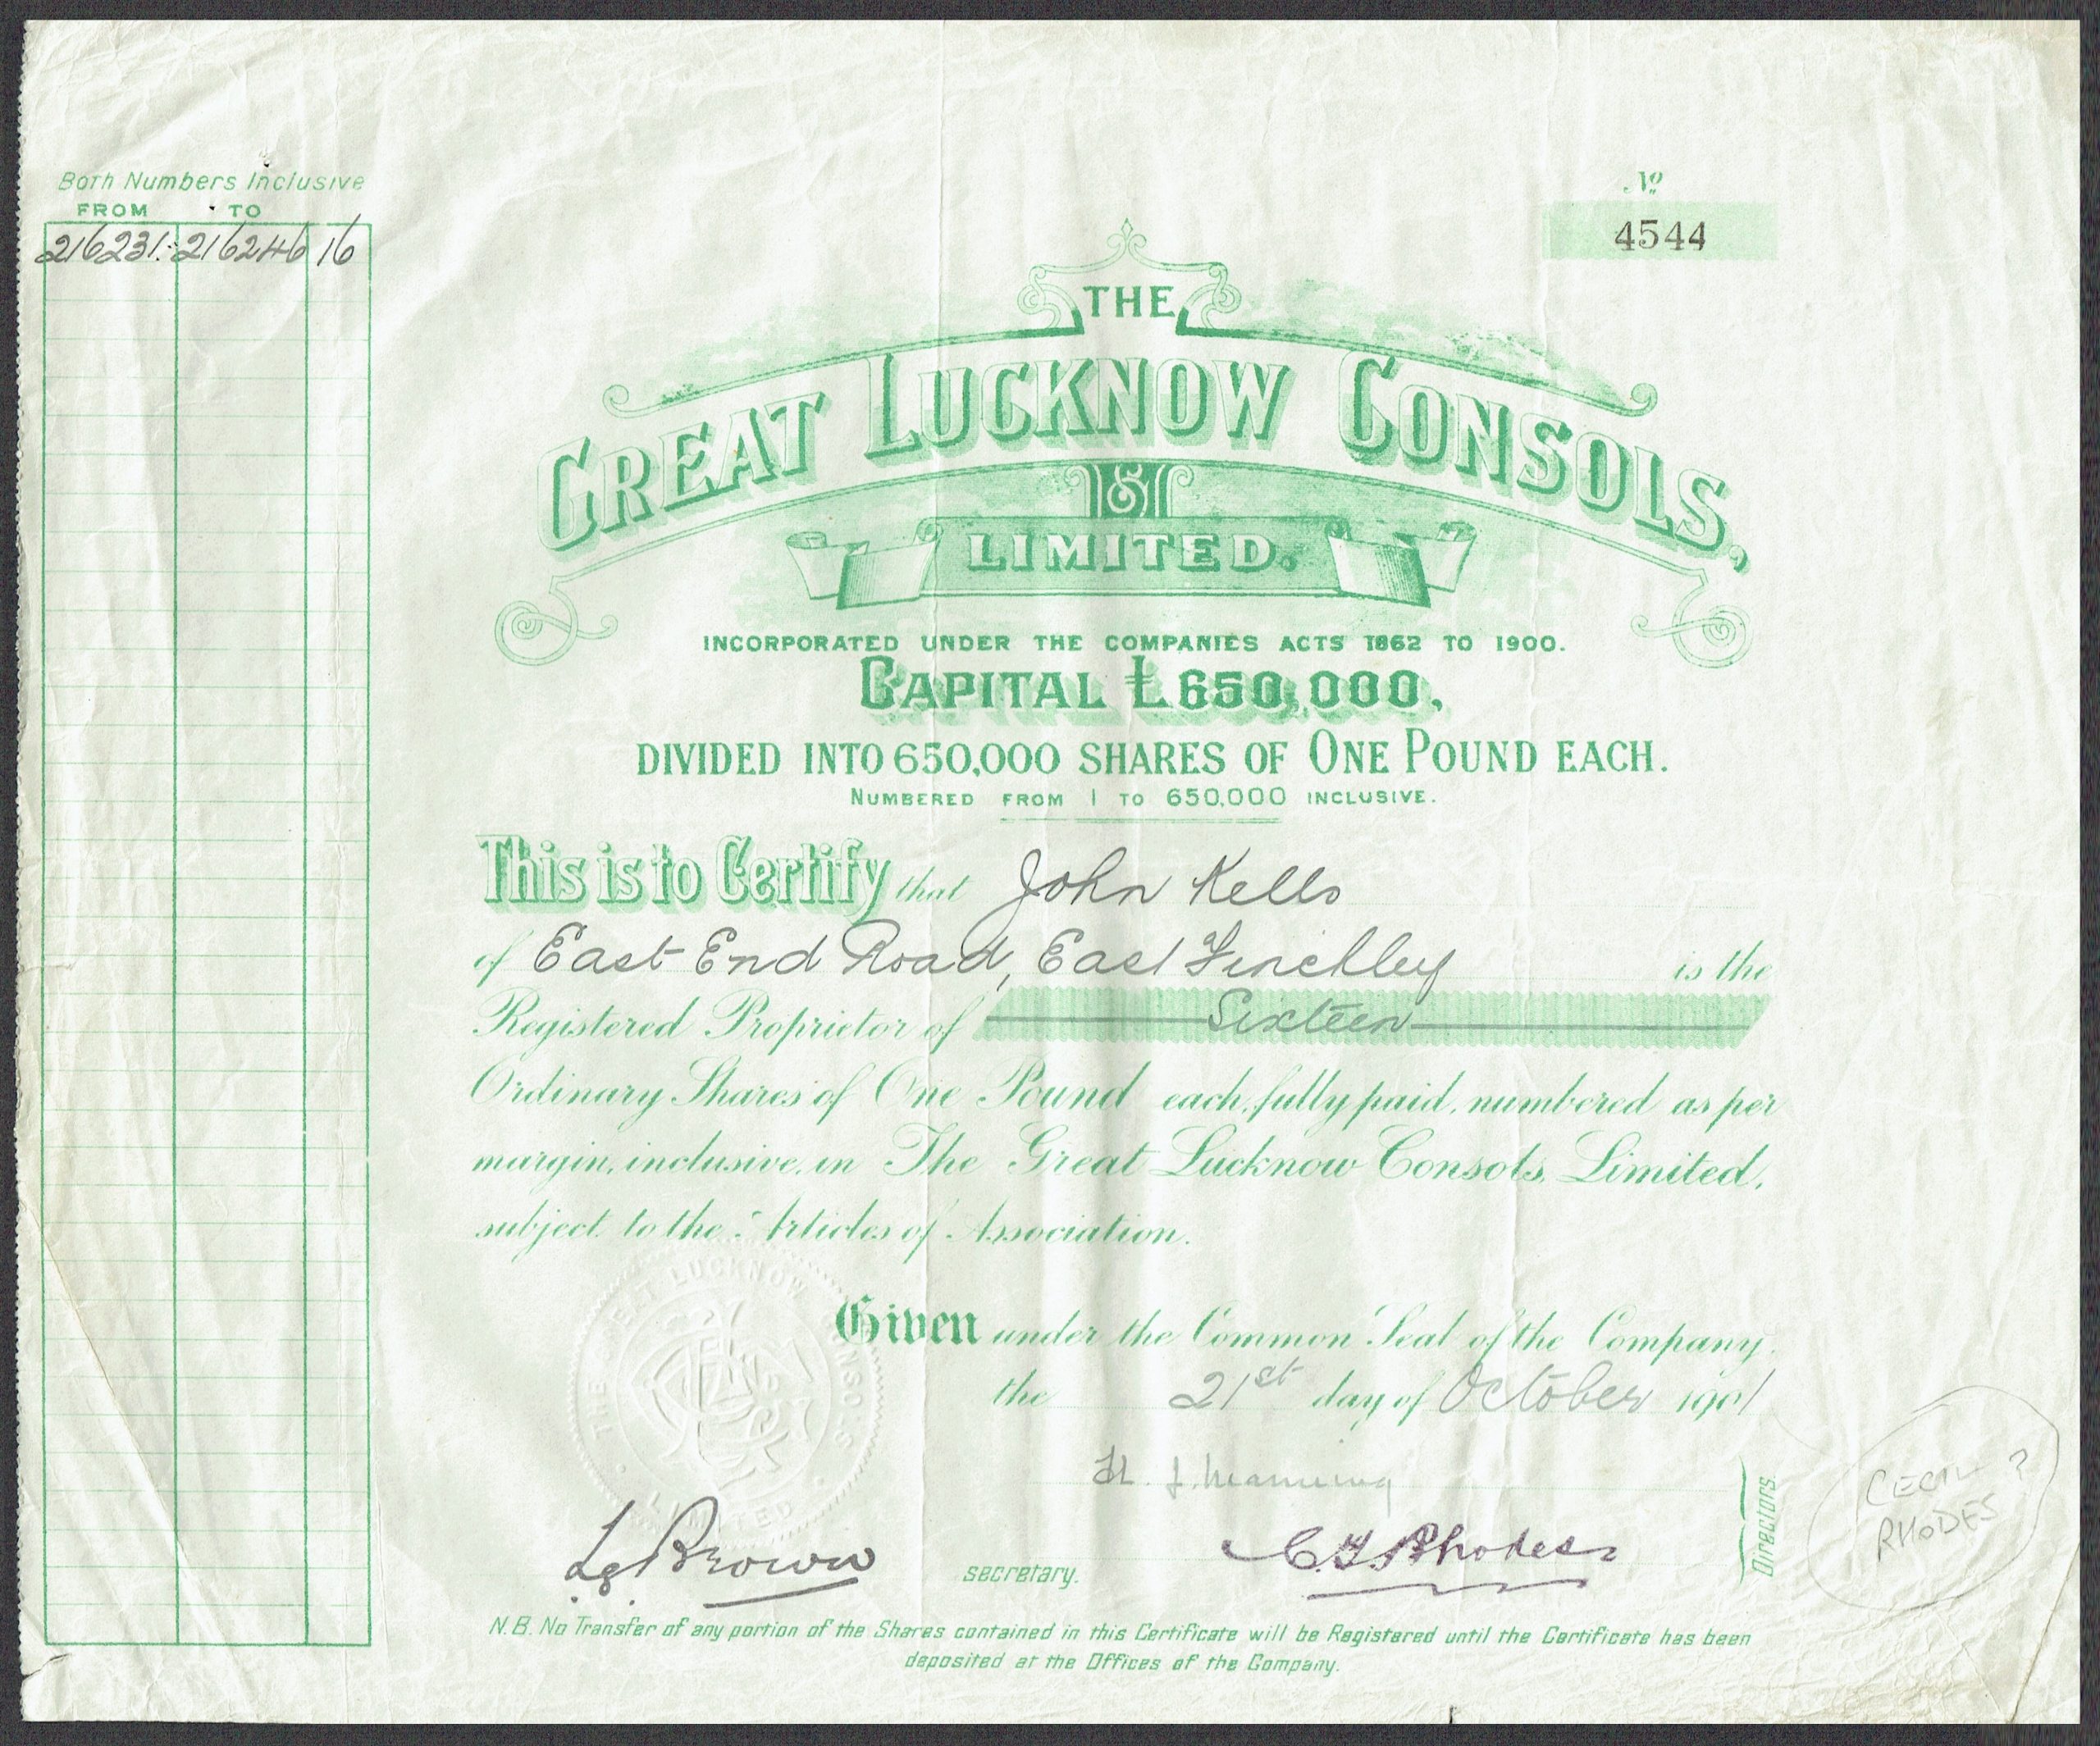 Both Numbers Inclusive
FROM TO
216231 216246 16
No
4544
THE
GREAT LUCKNOW CONSOLS,
LIMITED.
INCORPORATED UNDER THE COMPANIES ACTS 1862 TO 1900.
CAPITAL £650,000,
DIVIDED INTO 650,000 SHARES OF ONE POUND EACH.
NUMBERED FROM 1 TO 650,000 INCLUSIVE.
This is to Certify that John Kells
of East End Road, East Finchley is the
Registered Proprietor of Sixteen
Ordinary Shares of One Pound each, fully paid, numbered as per
margin, inclusive, in The Great Lucknow Consols, Limited,
subject to the Articles of Association.
THE GREAT LUCKNOW CONSOLS LIMITED
Given under the Common Seal of the Company
the 21st day of October 1901
Manning
Brown secretary. Rhodes
Directors.
CECIL ?
RHODES
N.B. No Transfer of any portion of the Shares contained in this Certificate will be Registered until the Certificate has been
deposited at the Offices of the Company.